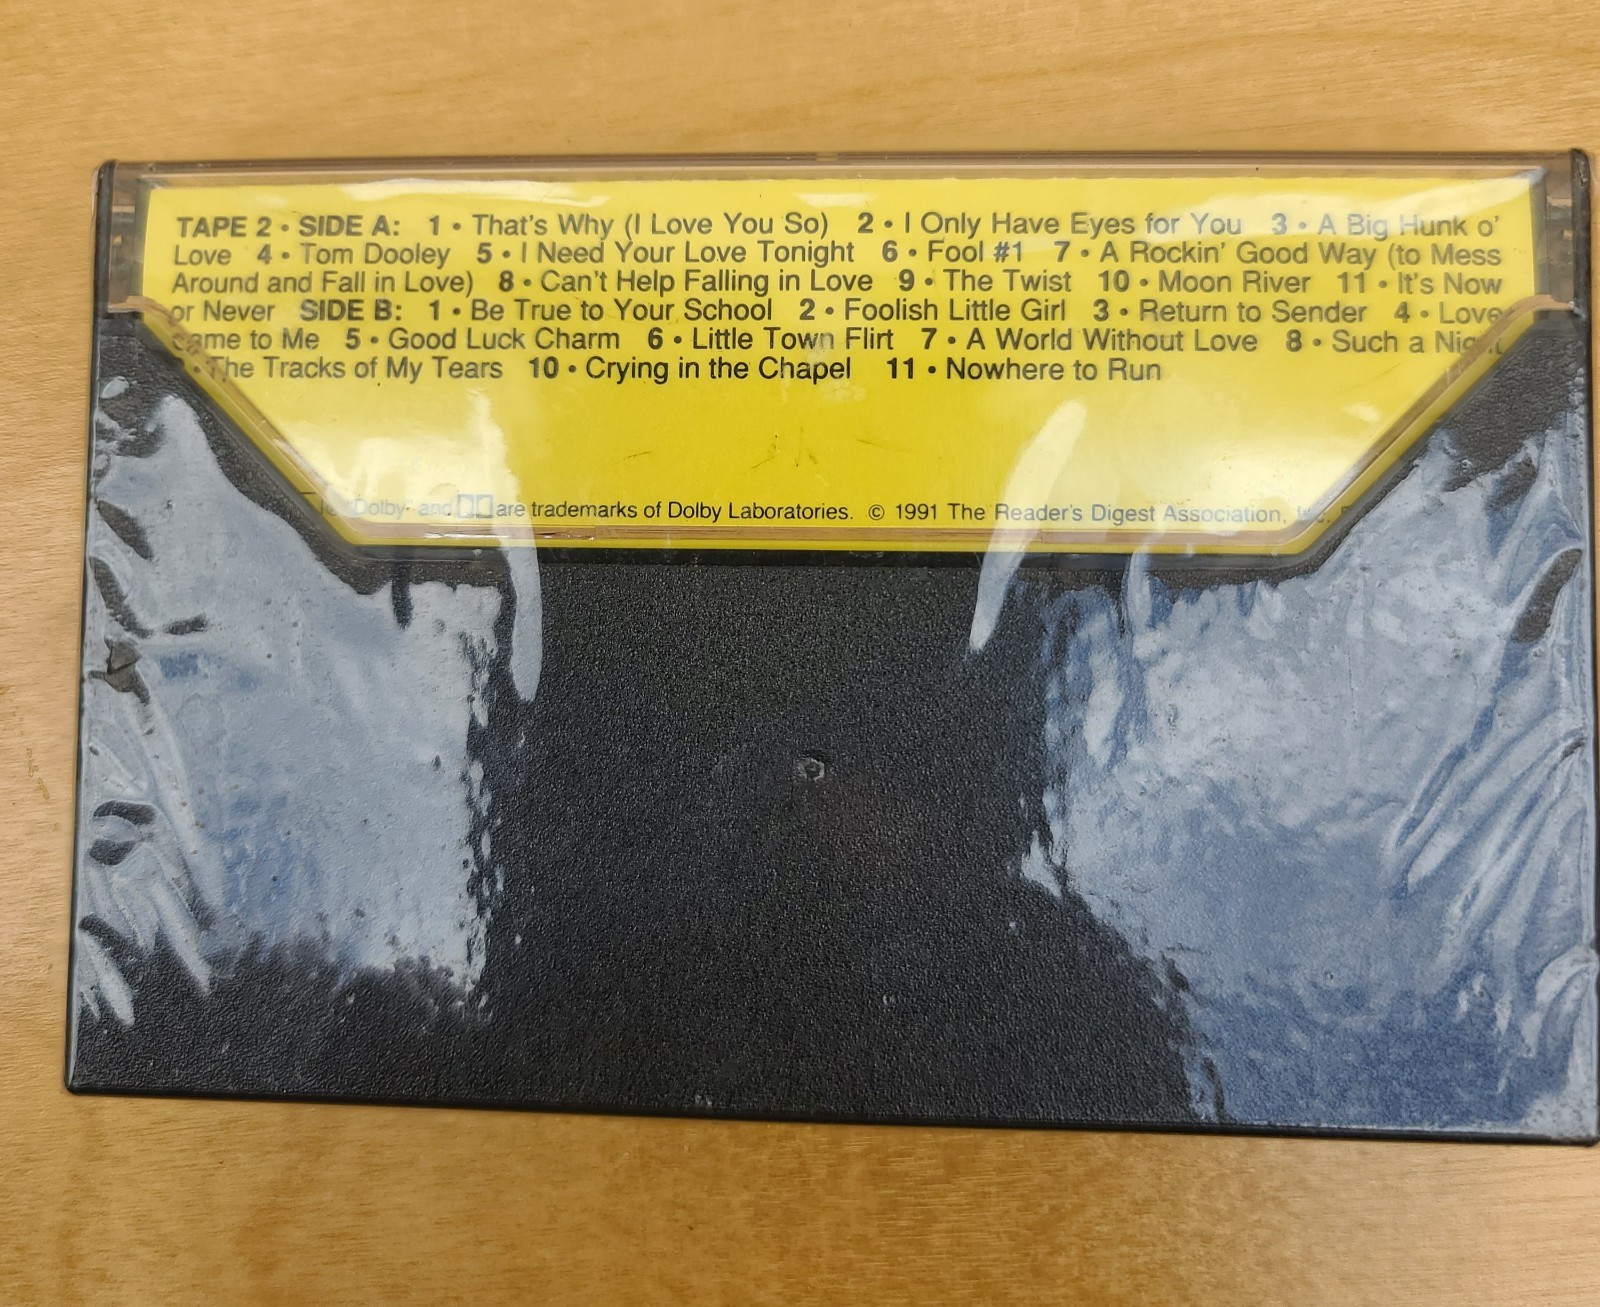 TAPE 2 • SIDE A: 1 • That's Why (I Love You So) 2 • I Only Have Eyes for You 3 • A Big Hunk o'
Love 4 • Tom Dooley 5 • I Need Your Love Tonight 6 • Fool #1 7 • A Rockin' Good Way (to Mess
Around and Fall in Love) 8 • Can't Help Falling in Love 9 • The Twist 10 • Moon River 11 • It's Now
or Never SIDE B: 1 • Be True to Your School 2 • Foolish Little Girl 3 • Return to Sender 4 • Love
Came to Me 5 • Good Luck Charm 6 • Little Town Flirt 7 • A World Without Love 8 • Such a Night
• The Tracks of My Tears 10 • Crying in the Chapel 11 • Nowhere to Run
"Dolby" and are trademarks of Dolby Laboratories. © 1991 The Reader's Digest Association, Inc.